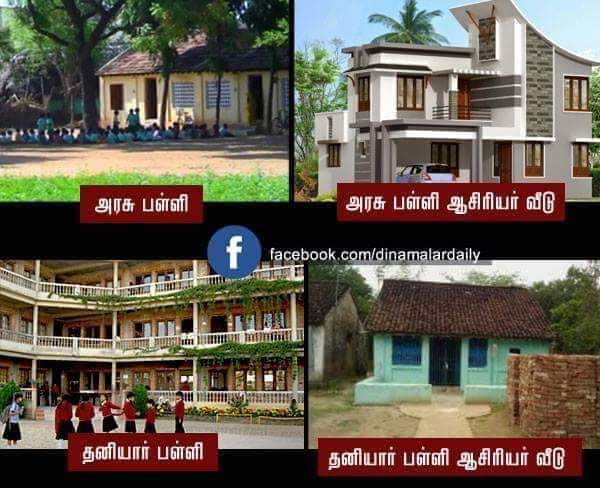 அரசு பள்ளி
அரசு பள்ளி ஆசிரியர் வீடு
facebook.com/dinamalardaily
தனியார் பள்ளி
தனியார் பள்ளி ஆசிரியர் வீடு